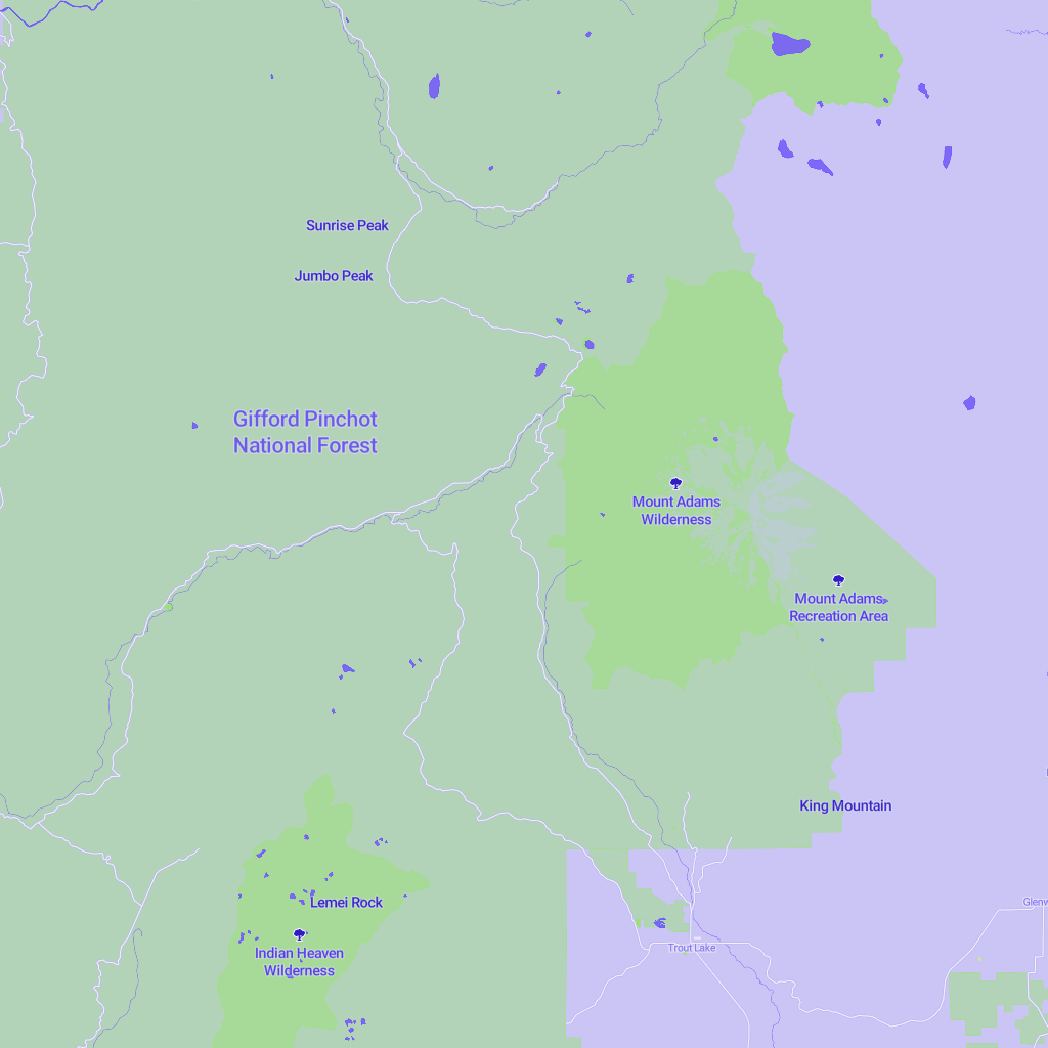 Sunrise Peak
Jumbo Peak
Gifford Pinchot
National Forest
Mount Adams
Wilderness
Mount Adams
Recreation Area
King Mountain
Lemei Rock
Glenw
Indian Heaven
Wilderness
Trout Lake